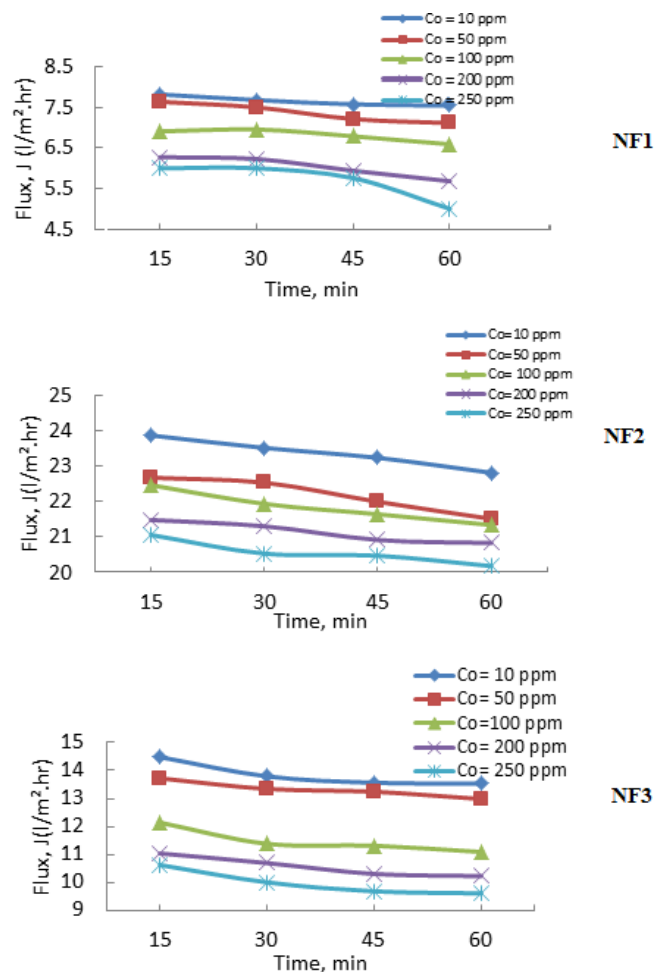 Co = 10 ppm
Co = 50 ppm
Co = 100 ppm
Co = 200 ppm
Co = 250 ppm
8.5
7.5
6.5
5.5
4.5
Flux, J (l/m².hr)
15 30 45 60
Time, min
NF1
Co= 10 ppm
Co= 50 ppm
Co= 100 ppm
Co= 200 ppm
Co= 250 ppm
25
24
23
22
21
20
Flux, J(l/m².hr)
15 30 45 60
Time, min
NF2
Co= 10 ppm
Co= 50 ppm
Co=100 ppm
Co= 200 ppm
Co= 250 ppm
15
14
13
12
11
10
9
Flux, J(l/m².hr)
15 30 45 60
Time, min
NF3